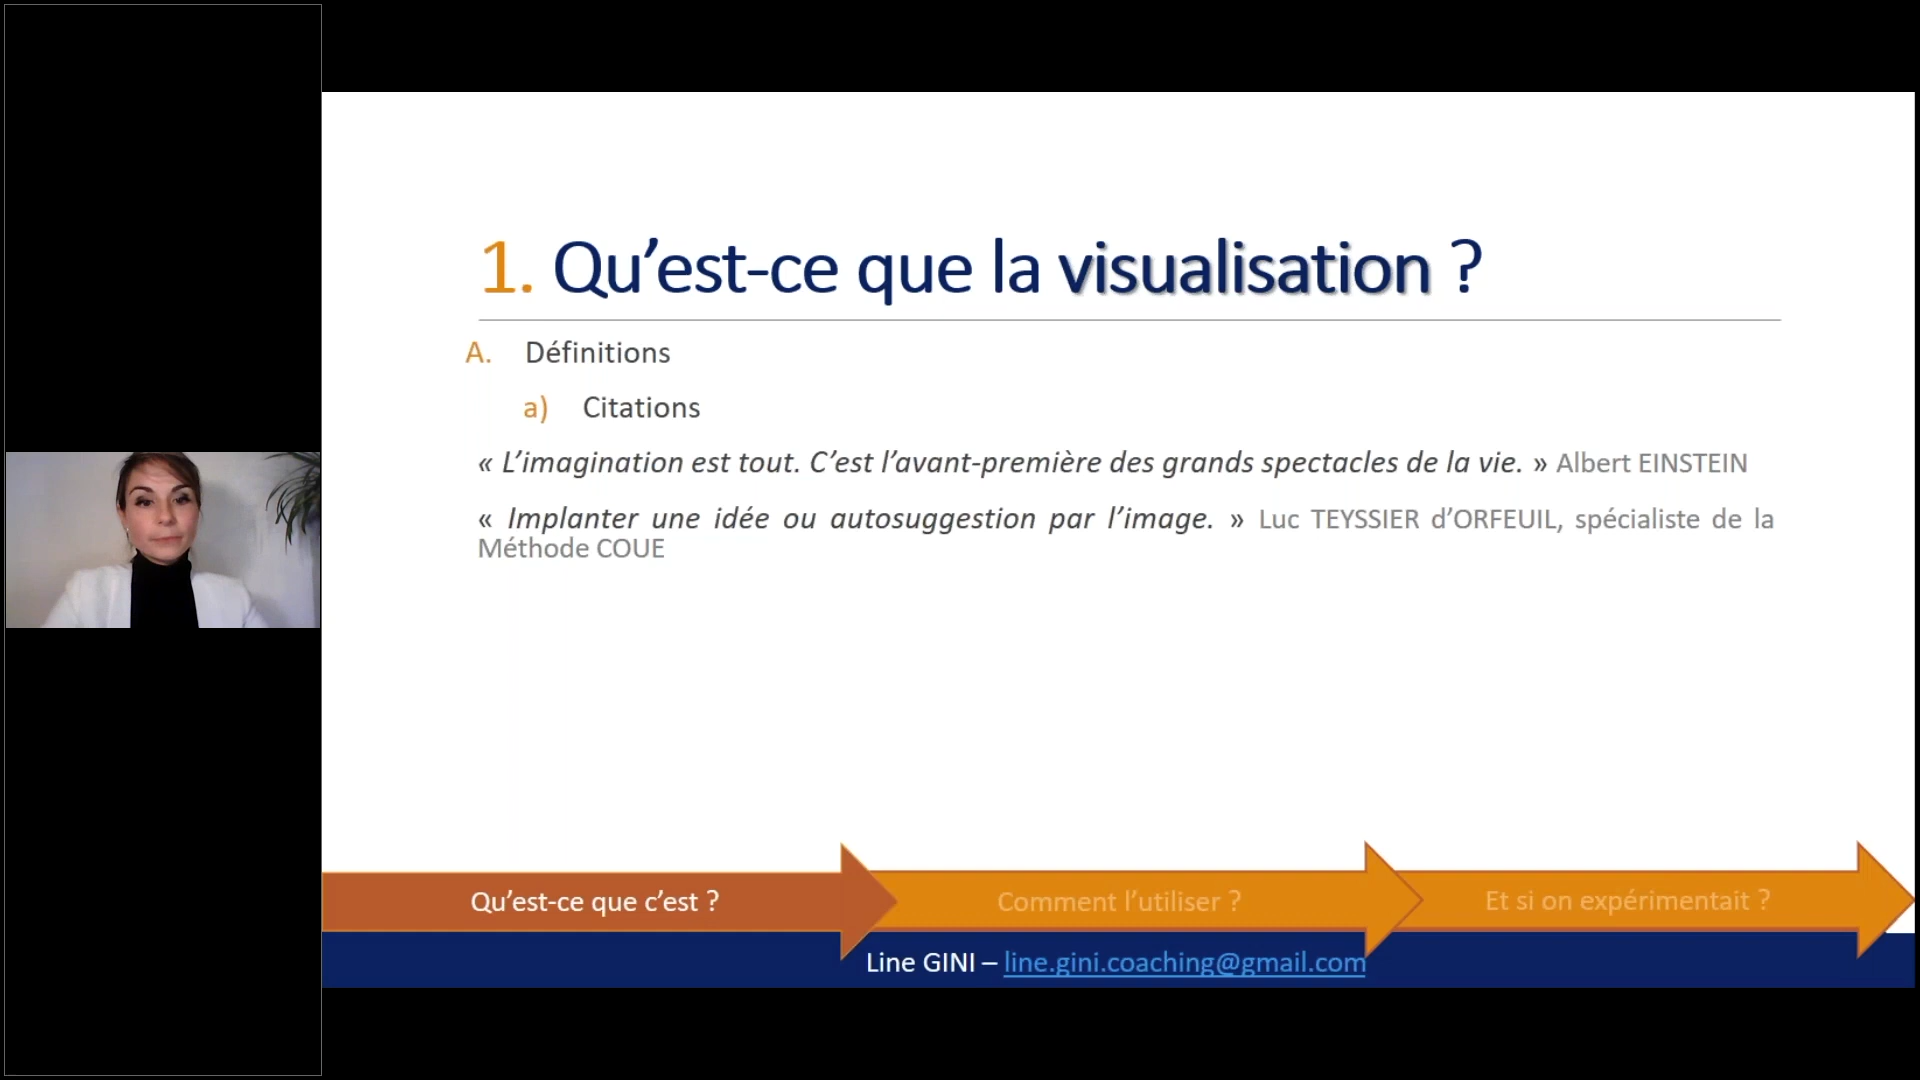 1. Qu’est-ce que la visualisation ?
A. Définitions
a) Citations
« L’imagination est tout. C’est l’avant-première des grands spectacles de la vie. » Albert EINSTEIN
« Implanter une idée ou autosuggestion par l’image. » Luc TEYSSIER d’ORFEUIL, spécialiste de la
Méthode COUE
Qu’est-ce que c’est ?
Comment l’utiliser ?
Et si on expérimentait ?
Line GINI – line.gini.coaching@gmail.com